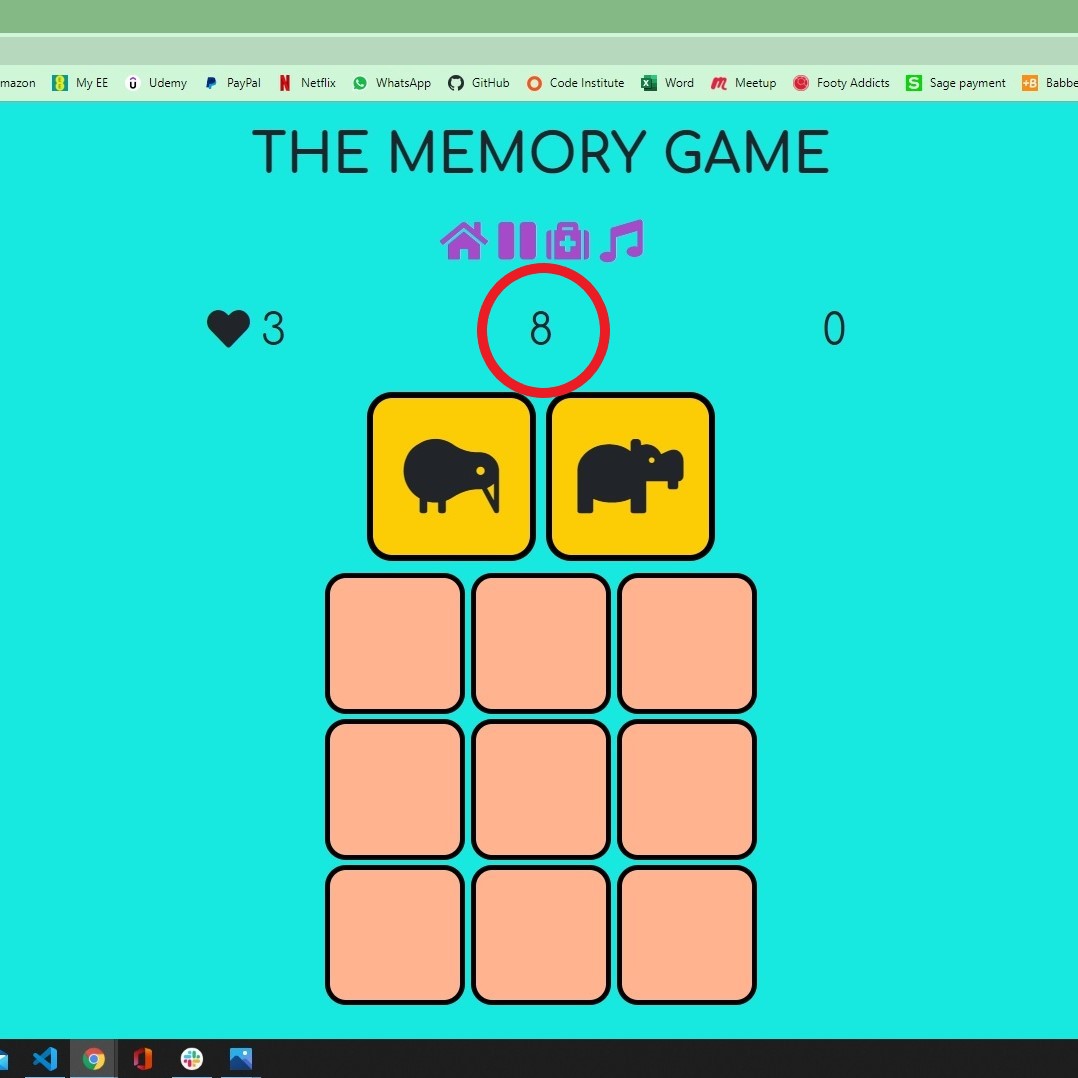 mazon My EE Udemy PayPal Netflix WhatsApp GitHub Code Institute Word Meetup Footy Addicts Sage payment Babbe
THE MEMORY GAME
3 8 0